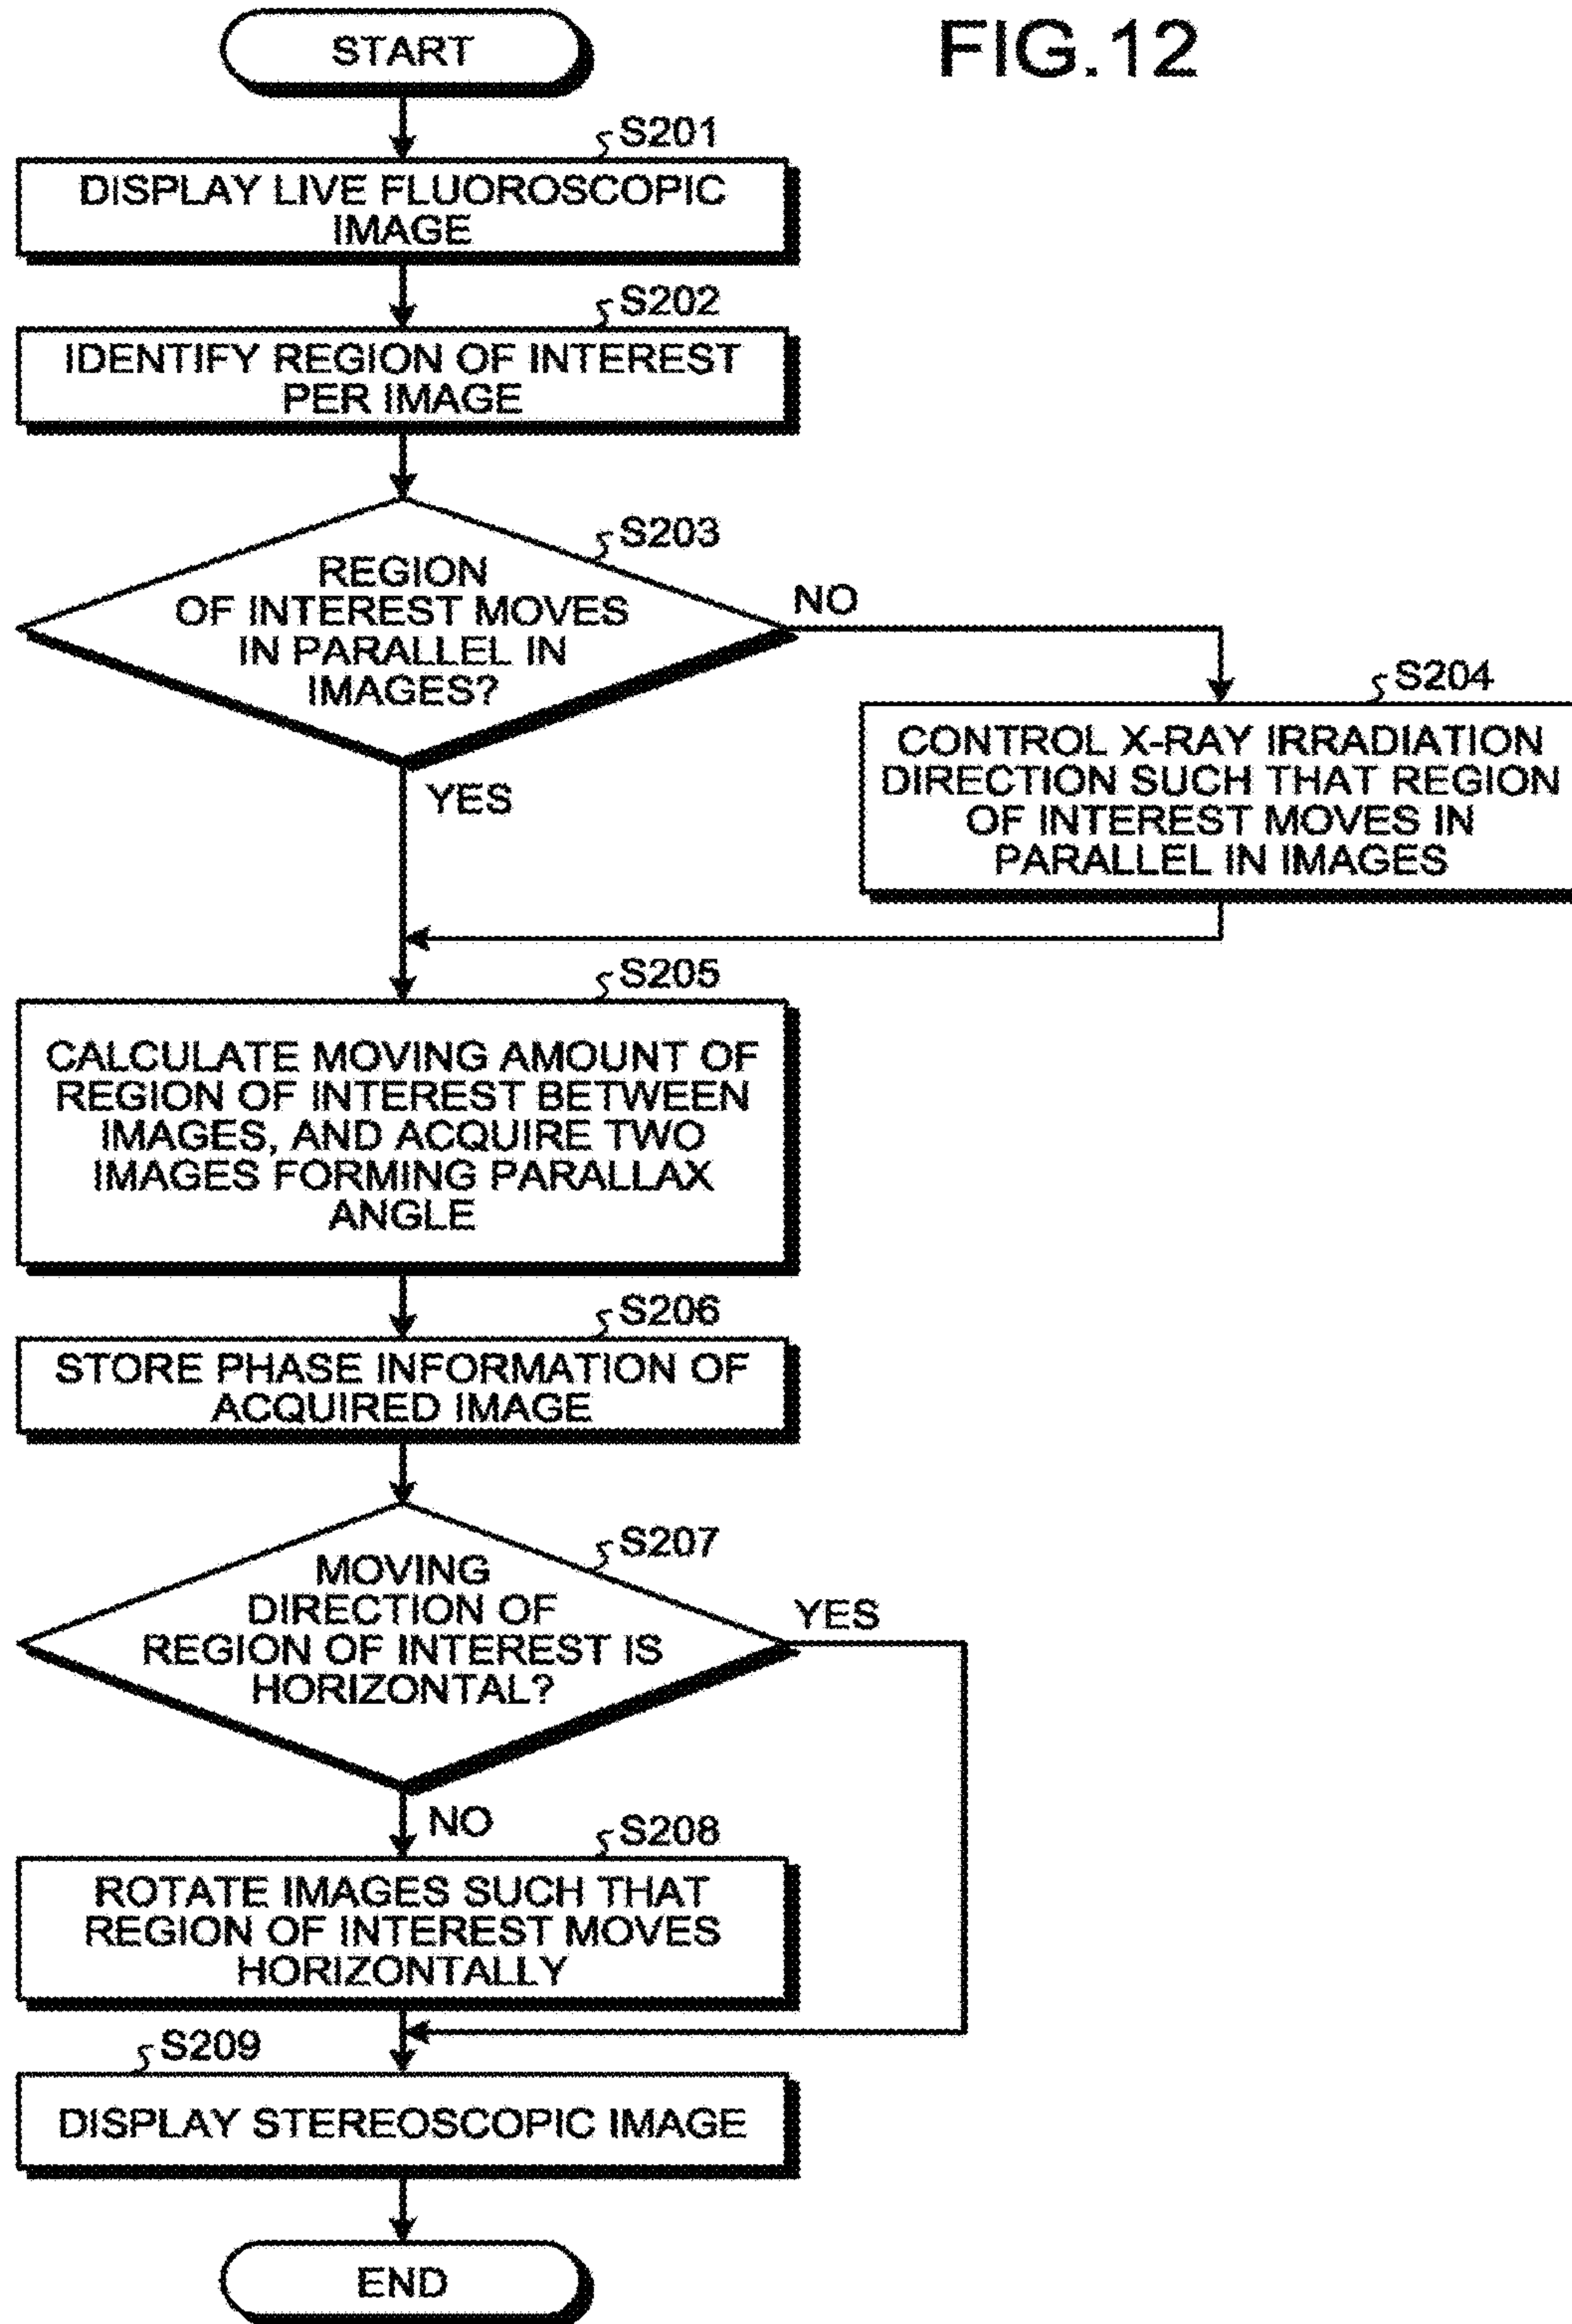 FIG.12
START
S201
DISPLAY LIVE FLUOROSCOPIC
IMAGE
S202
IDENTIFY REGION OF INTEREST
PER IMAGE
S203
REGION
OF INTEREST MOVES
IN PARALLEL IN
IMAGES?
NO
YES
S204
CONTROL X-RAY IRRADIATION
DIRECTION SUCH THAT REGION
OF INTEREST MOVES IN
PARALLEL IN IMAGES
S205
CALCULATE MOVING AMOUNT OF
REGION OF INTEREST BETWEEN
IMAGES, AND ACQUIRE TWO
IMAGES FORMING PARALLAX
ANGLE
S206
STORE PHASE INFORMATION OF
ACQUIRED IMAGE
S207
MOVING
DIRECTION OF
REGION OF INTEREST IS
HORIZONTAL?
YES
NO
S208
ROTATE IMAGES SUCH THAT
REGION OF INTEREST MOVES
HORIZONTALLY
S209
DISPLAY STEREOSCOPIC IMAGE
END